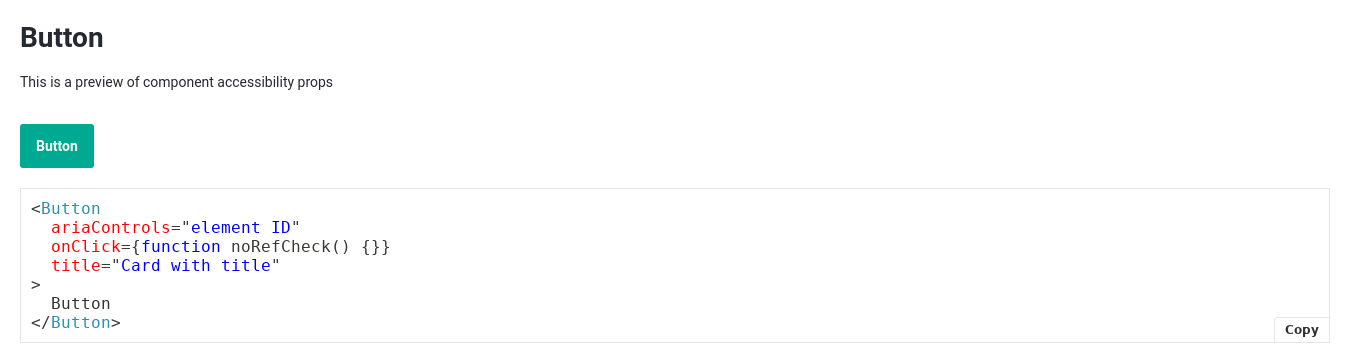 Button
This is a preview of component accessibility props
Button
<Button
  ariaControls="element ID"
  onClick={function noRefCheck() {}}
  title="Card with title"
>
  Button
</Button>
Copy